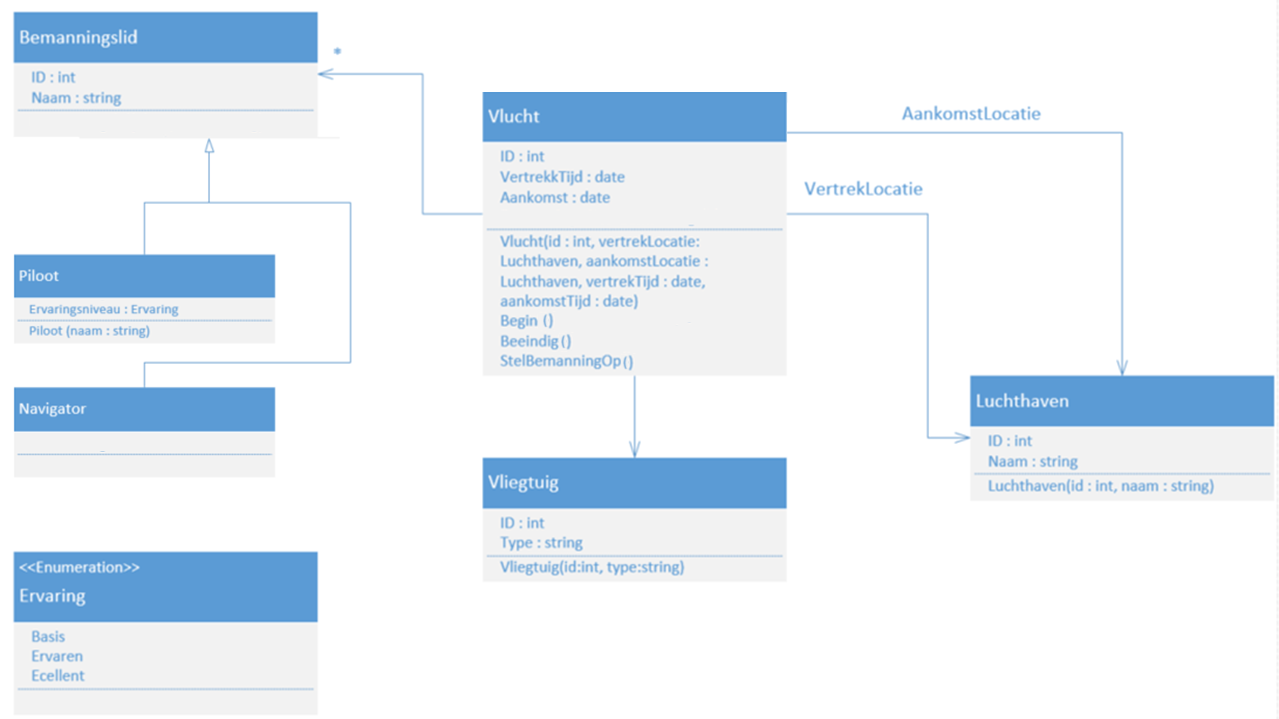 Bemanningslid
ID : int
Naam : string
*
Piloot
Ervaringsniveau : Ervaring
Piloot (naam : string)
Navigator
<<Enumeration>>
Ervaring
Basis
Ervaren
Ecellent
Vlucht
ID : int
VertrekkTijd : date
Aankomst : date
Vlucht(id : int, vertrekLocatie:
Luchthaven, aankomstLocatie :
Luchthaven, vertrekTijd : date,
aankomstTijd : date)
Begin ()
Beeindig()
StelBemanningOp()
Vliegtuig
ID : int
Type : string
Vliegtuig(id:int, type:string)
AankomstLocatie
VertrekLocatie
Luchthaven
ID : int
Naam : string
Luchthaven(id : int, naam : string)